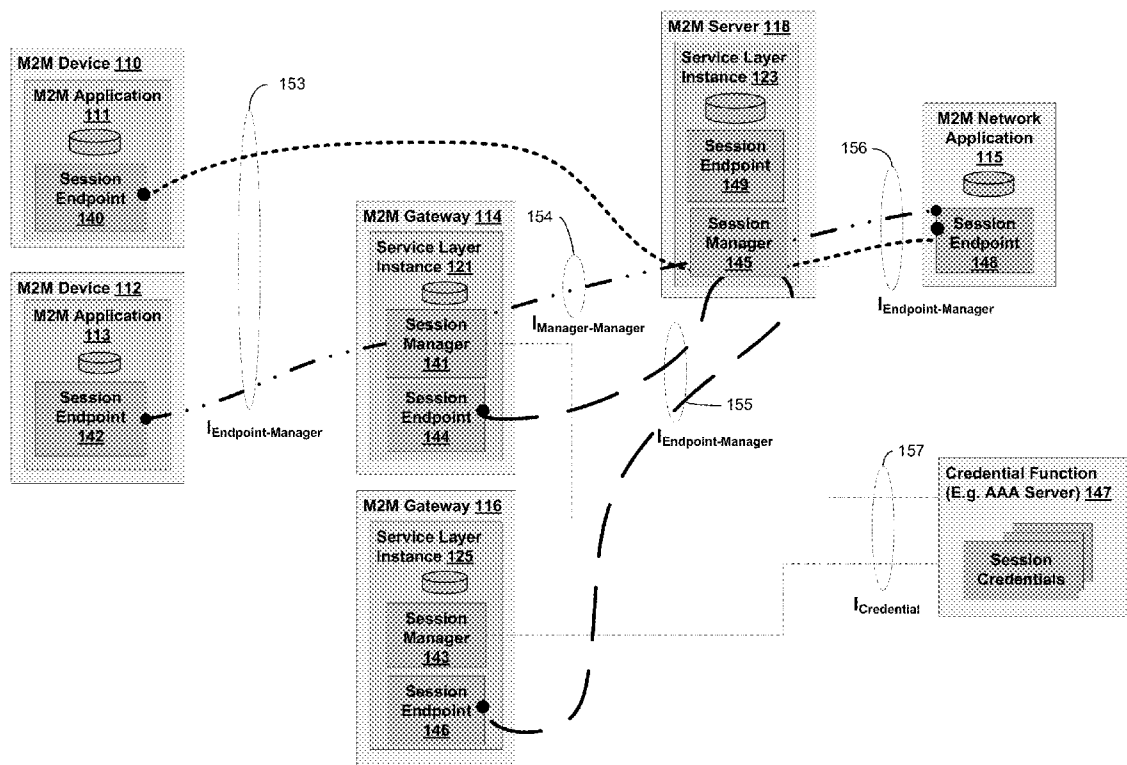 M2M Device 110
M2M Application
111
Session
Endpoint
140
153
M2M Device 112
M2M Application
113
Session
Endpoint
142
IEndpoint-Manager
M2M Gateway 114
Service Layer
Instance 121
Session
Manager
141
Session
Endpoint
144
154
IManager-Manager
M2M Gateway 116
Service Layer
Instance 125
Session
Manager
143
Session
Endpoint
146
M2M Server 118
Service Layer
Instance 123
Session
Endpoint
149
Session
Manager
145
155
IEndpoint-Manager
156
IEndpoint-Manager
M2M Network
Application
115
Session
Endpoint
148
157
ICredential
Credential Function
(E.g. AAA Server) 147
Session
Credentials